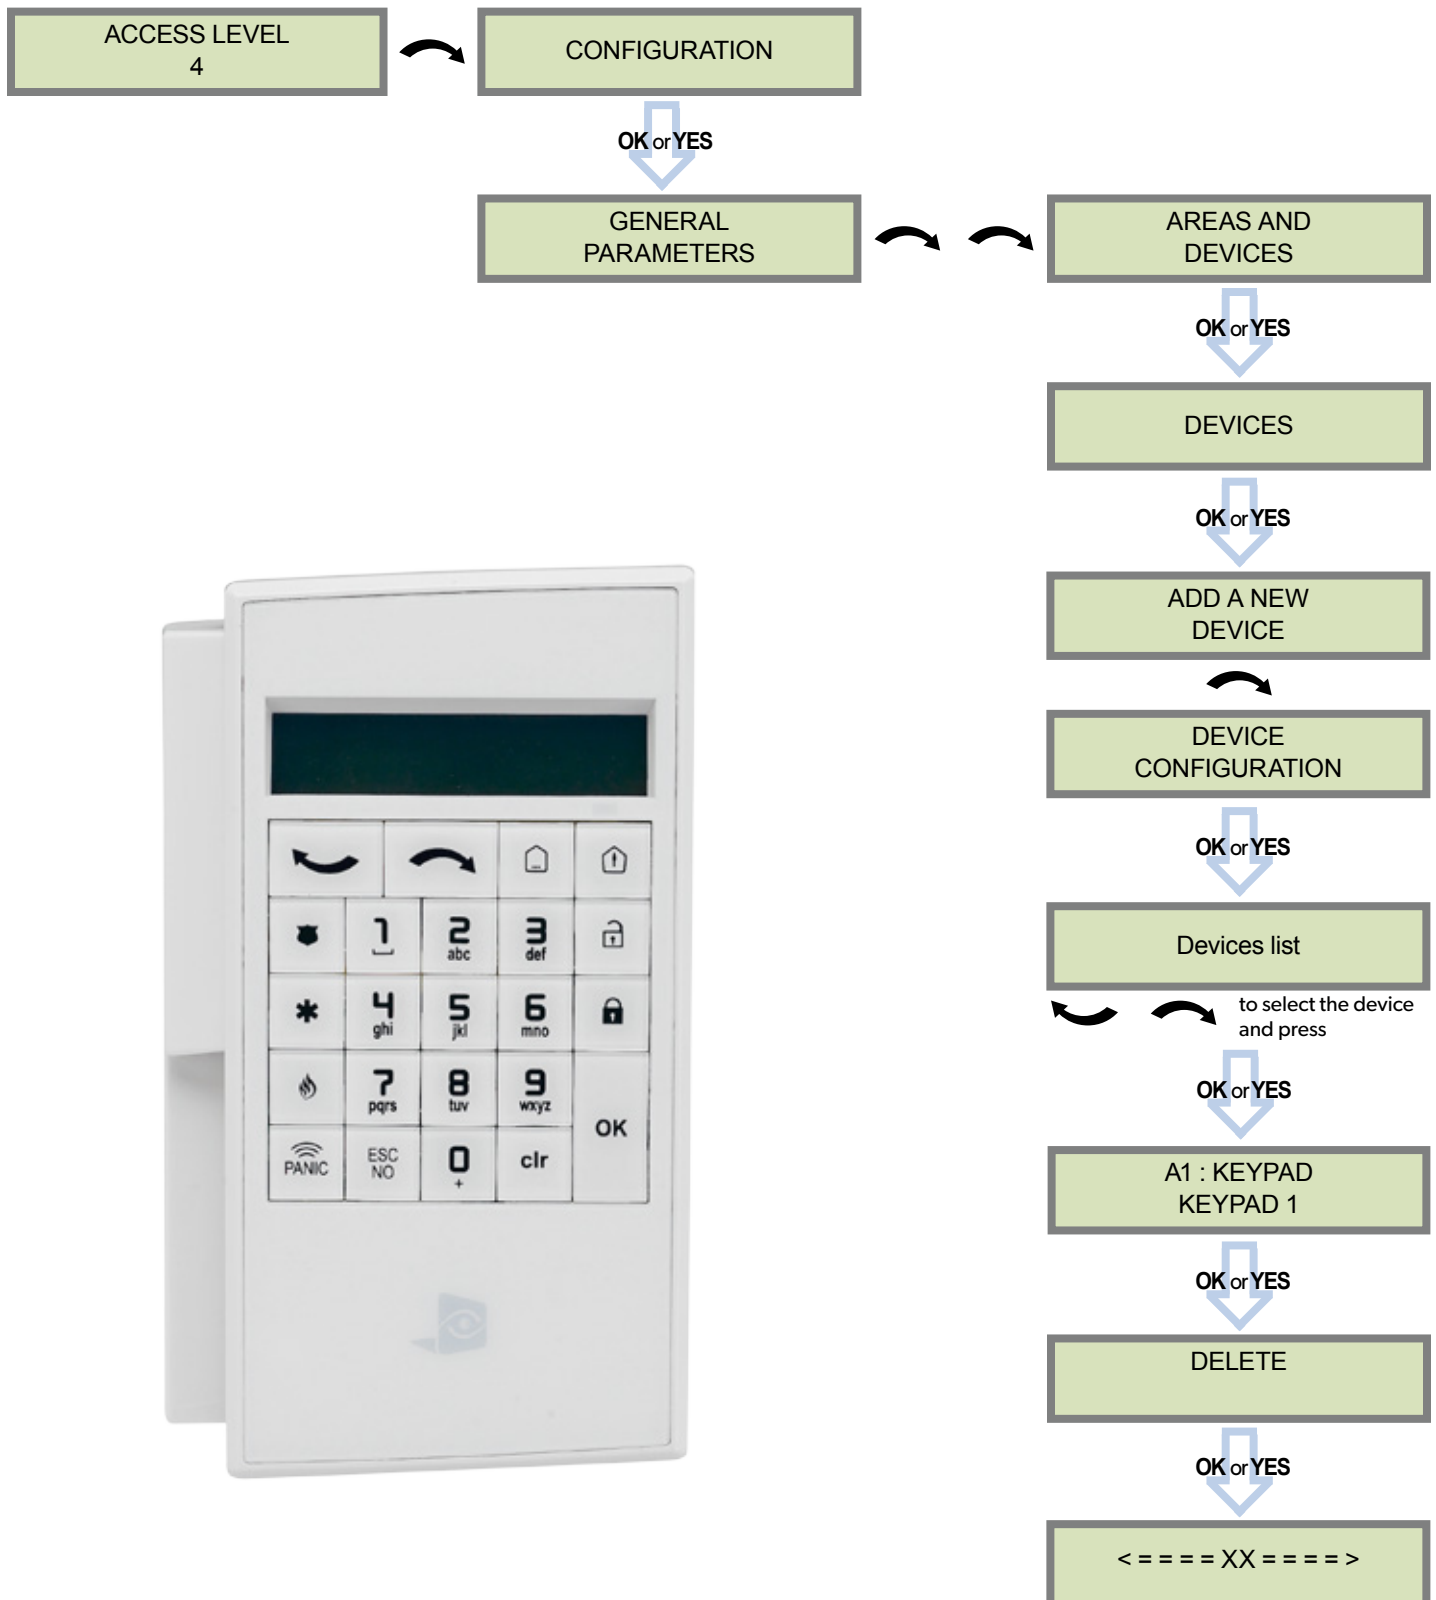 ACCESS LEVEL
4
CONFIGURATION
OK or YES
GENERAL
PARAMETERS
AREAS AND
DEVICES
OK or YES
DEVICES
OK or YES
ADD A NEW
DEVICE
DEVICE
CONFIGURATION
OK or YES
Devices list
to select the device
and press
OK or YES
A1 : KEYPAD
KEYPAD 1
OK or YES
DELETE
OK or YES
< = = = = XX = = = = >
1 2 3
abc def
4 5 6
ghi jkl mno
7 8 9
pqrs tuv wxyz
OK
PANIC
ESC
NO
0
+
clr